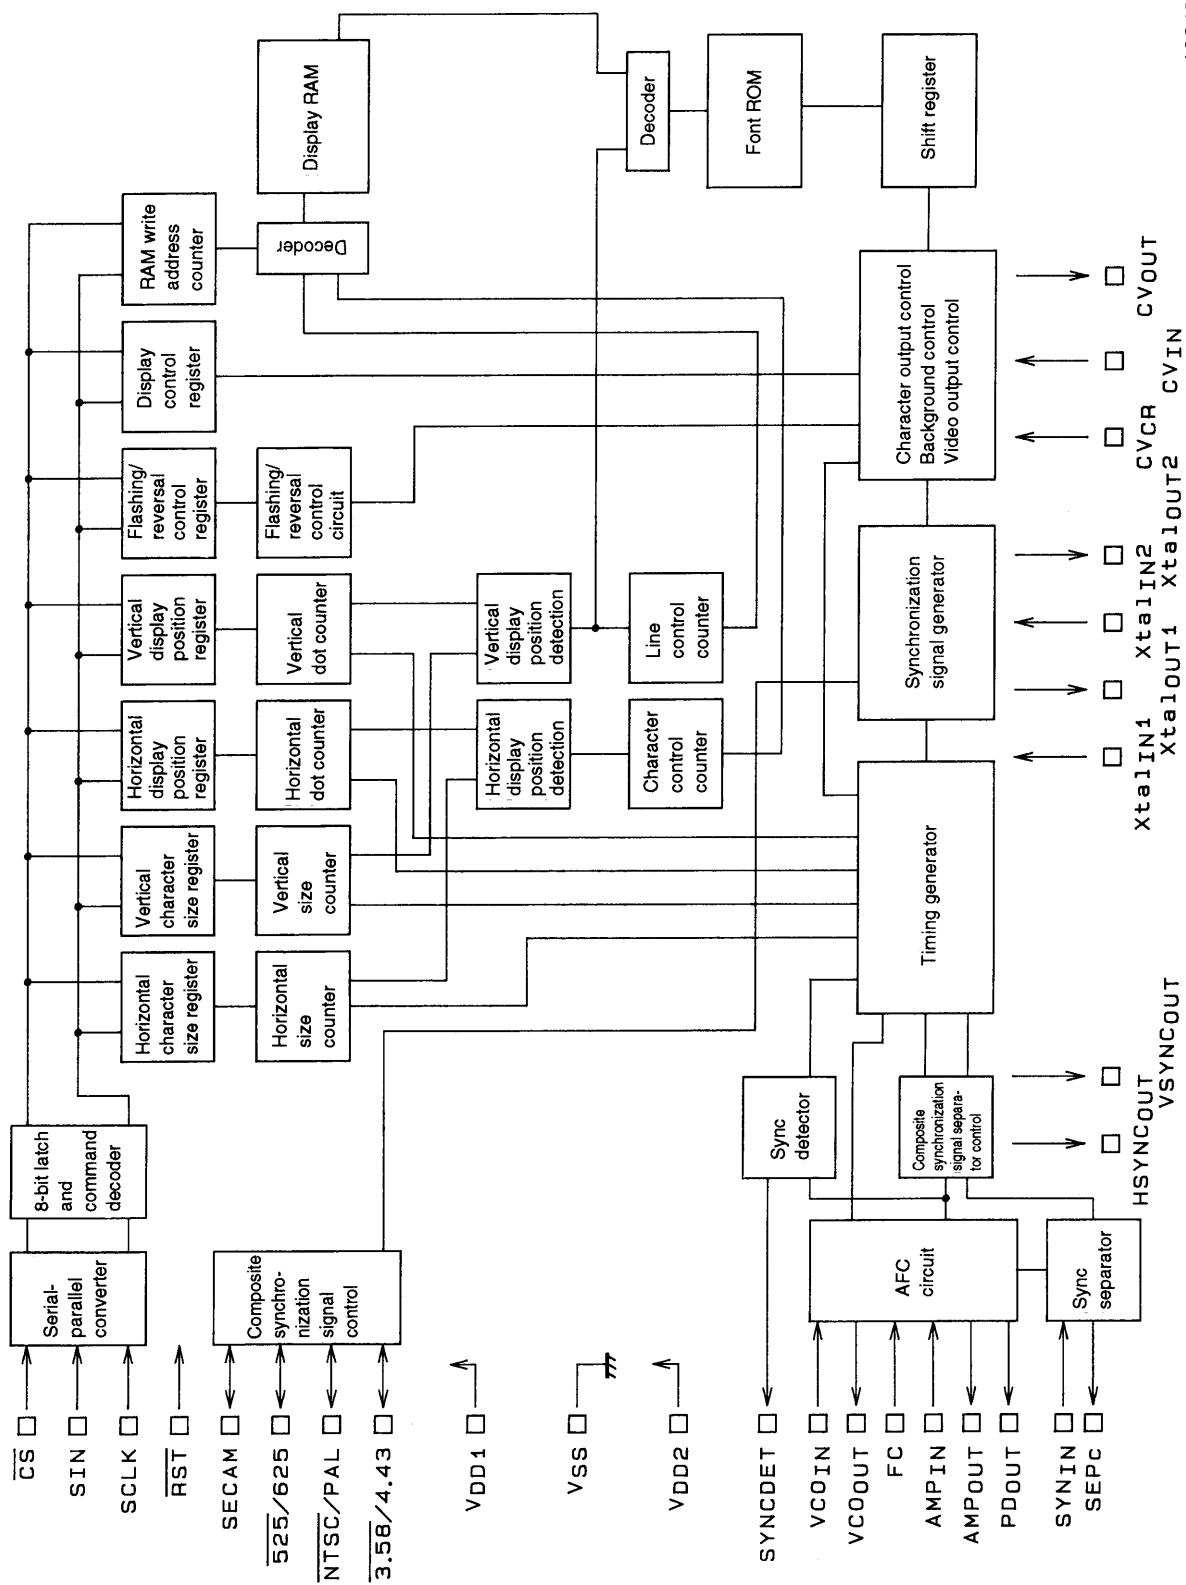 CS
SIN
SCLK
RST
SECAM
525/625
NTSC/PAL
3.58/4.43
VDD1
VSS
VDD2
SYNCDET
VCOIN
VCOOUT
FC
AMPIN
AMPOUT
PDOUT
SYNIN
SEPC
Serial-
parallel
converter
8-bit latch
and command
decoder
Composite
synchro-
nization
signal
control
Horizontal
character
size register
Vertical
character
size register
Horizontal
display
position
register
Vertical
display
position
register
Flashing/
reversal
control
register
Display
control
register
RAM write
address
counter
Horizontal
size
counter
Vertical
size
counter
Horizontal
dot counter
Vertical
dot counter
Flashing/
reversal
control
circuit
Decoder
Display RAM
Horizontal
display
position
detection
Vertical
display
position
detection
Character
control
counter
Line
control
counter
Decoder
Font ROM
Shift register
Sync
detector
AFC
circuit
Sync
separator
Composite
synchronization
signal separa-
tor control
Timing generator
Synchronization
signal generator
Character output control
Background control
Video output control
HSYNCOUT
VSYNCOUT
XtalIN1
XtalOUT1
XtalIN2
XtalOUT2
CVCR
CVIN
CVOUT